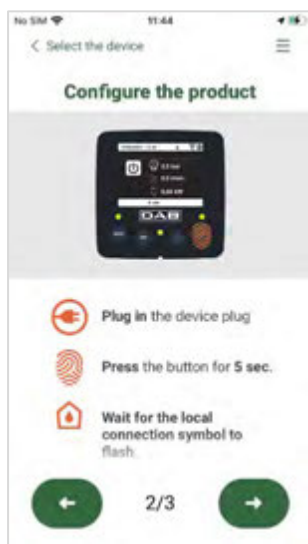 No SIM 11:44
< Select the device
Configure the product
DAB
Plug in the device plug
Press the button for 5 sec.
Wait for the local
connection symbol to
flash.
2/3